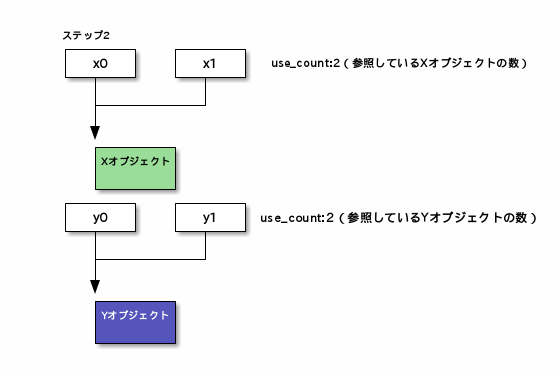 ステップ2
x0
x1
use_count:2（参照しているXオブジェクトの数）
Xオブジェクト
y0
y1
use_count:2（参照しているYオブジェクトの数）
Yオブジェクト